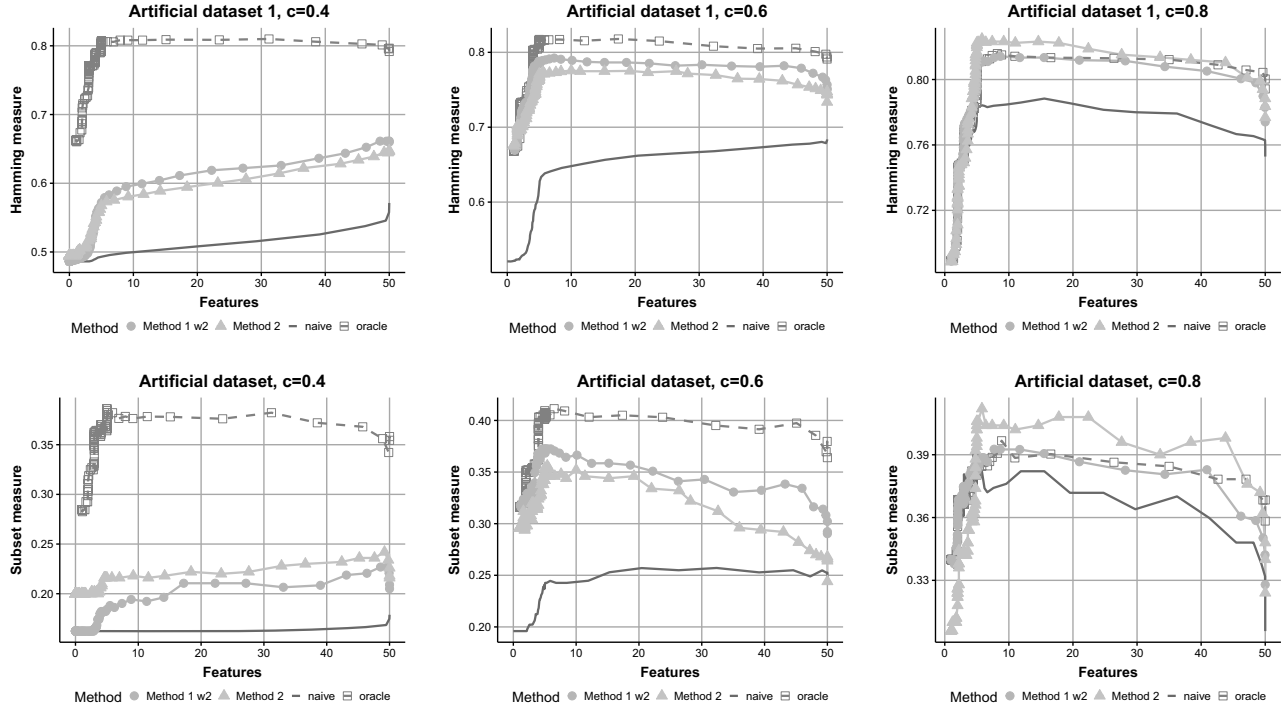 Artificial dataset 1, c=0.4
Hamming measure
0.8
0.7
0.6
0.5
0 10 20 30 40 50
Features
Method Method 1 w2 Method 2 naive oracle
Artificial dataset 1, c=0.6
Hamming measure
0.8
0.7
0.6
0 10 20 30 40 50
Features
Method Method 1 w2 Method 2 naive oracle
Artificial dataset 1, c=0.8
Hamming measure
0.80
0.76
0.72
0 10 20 30 40 50
Features
Method Method 1 w2 Method 2 naive oracle
Artificial dataset, c=0.4
Subset measure
0.35
0.30
0.25
0.20
0 10 20 30 40 50
Features
Method Method 1 w2 Method 2 naive oracle
Artificial dataset, c=0.6
Subset measure
0.40
0.35
0.30
0.25
0.20
0 10 20 30 40 50
Features
Method Method 1 w2 Method 2 naive oracle
Artificial dataset, c=0.8
Subset measure
0.39
0.36
0.33
0 10 20 30 40 50
Features
Method Method 1 w2 Method 2 naive oracle